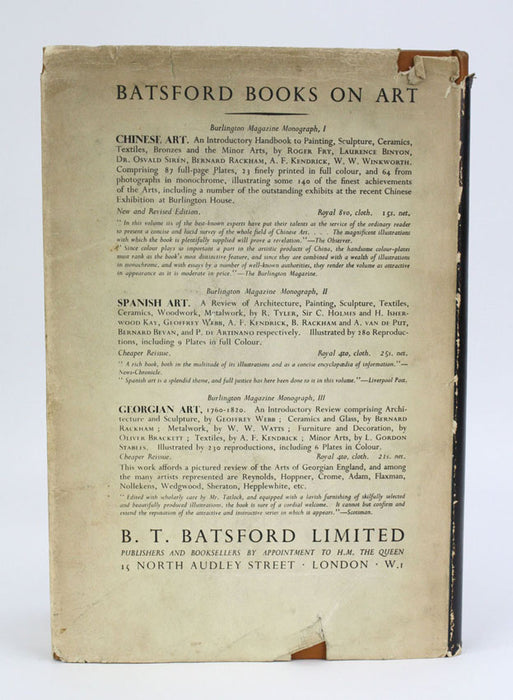 BATSFORD BOOKS ON ART
Burlington Magazine Monograph, I
CHINESE ART. An Introductory Handbook to Painting, Sculpture, Ceramics,
Textiles, Bronzes and the Minor Arts, by ROGER FRY, LAURENCE BINYON,
DR. OSVALD SIRÉN, BERNARD RACKHAM, A. F. KENDRICK, W. W. WINKWORTH.
Comprising 87 full-page Plates, 23 finely printed in full colour, and 64 from
photographs in monochrome, illustrating some 140 of the finest achievements
of the Arts, including a number of the outstanding exhibits at the recent Chinese
Exhibition at Burlington House.
New and Revised Edition. Royal 8vo, cloth, 15s. net.
"In this volume six of the best-known experts have put their talents at the service of the ordinary reader
to present a concise and lucid survey of the whole field of Chinese Art. . . . The magnificent illustrations
with which the book is plentifully supplied will prove a revelation."—The Observer.
"Since colour plays so important a part in the artistic products of China, the handsome colour-plates
must rank as the book's most distinctive feature, and since they are combined with a wealth of illustrations
in monochrome, and with essays by a number of well-known authorities, they render the volume as attractive
in appearance as it is moderate in price."—The Burlington Magazine.
Burlington Magazine Monograph, II
SPANISH ART. A Review of Architecture, Painting, Sculpture, Textiles,
Ceramics, Woodwork, Metalwork, by R. TYLER, SIR C. HOLMES and H. ISHER-
WOOD KAY, GEOFFREY WEBB, A. F. KENDRICK, B. RACKHAM and A. VAN DE PUT,
BERNARD BEVAN, and P. DE ARTINANO respectively. Illustrated by 280 Reproduc-
tions, including 9 Plates in full Colour.
Cheaper Reissue. Royal 4to, cloth, 25s. net.
"A rich book, both in the multitude of its illustrations and as a concise encyclopædia of information."—
News-Chronicle.
"Spanish art is a splendid theme, and full justice has here been done to it in this volume."—Liverpool Post.
Burlington Magazine Monograph, III
GEORGIAN ART, 1760-1820. An Introductory Review comprising Archi-
tecture and Sculpture, by GEOFFREY WEBB; Ceramics and Glass, by BERNARD
RACKHAM; Metalwork, by W. W. WATTS; Furniture and Decoration, by
OLIVER BRACKETT; Textiles, by A. F. KENDRICK; Minor Arts, by L. GORDON
STABLES. Illustrated by 230 reproductions, including 6 Plates in Colour.
Cheaper Reissue. Royal 4to, cloth, 21s. net.
This work affords a pictured review of the Arts of Georgian England, and among
the many artists represented are Reynolds, Hoppner, Crome, Adam, Flaxman,
Nollekens, Wedgwood, Sheraton, Hepplewhite, etc.
"Edited with scholarly care by Mr. Tatlock, and equipped with a lavish furnishing of skilfully selected
and beautifully produced illustrations, the book is sure of a cordial welcome. It cannot but confirm and
extend the reputation of the attractive and instructive series in which it appears."—Scotsman.
B. T. BATSFORD LIMITED
PUBLISHERS AND BOOKSELLERS BY APPOINTMENT TO H.M. THE QUEEN
15 NORTH AUDLEY STREET · LONDON · W.1